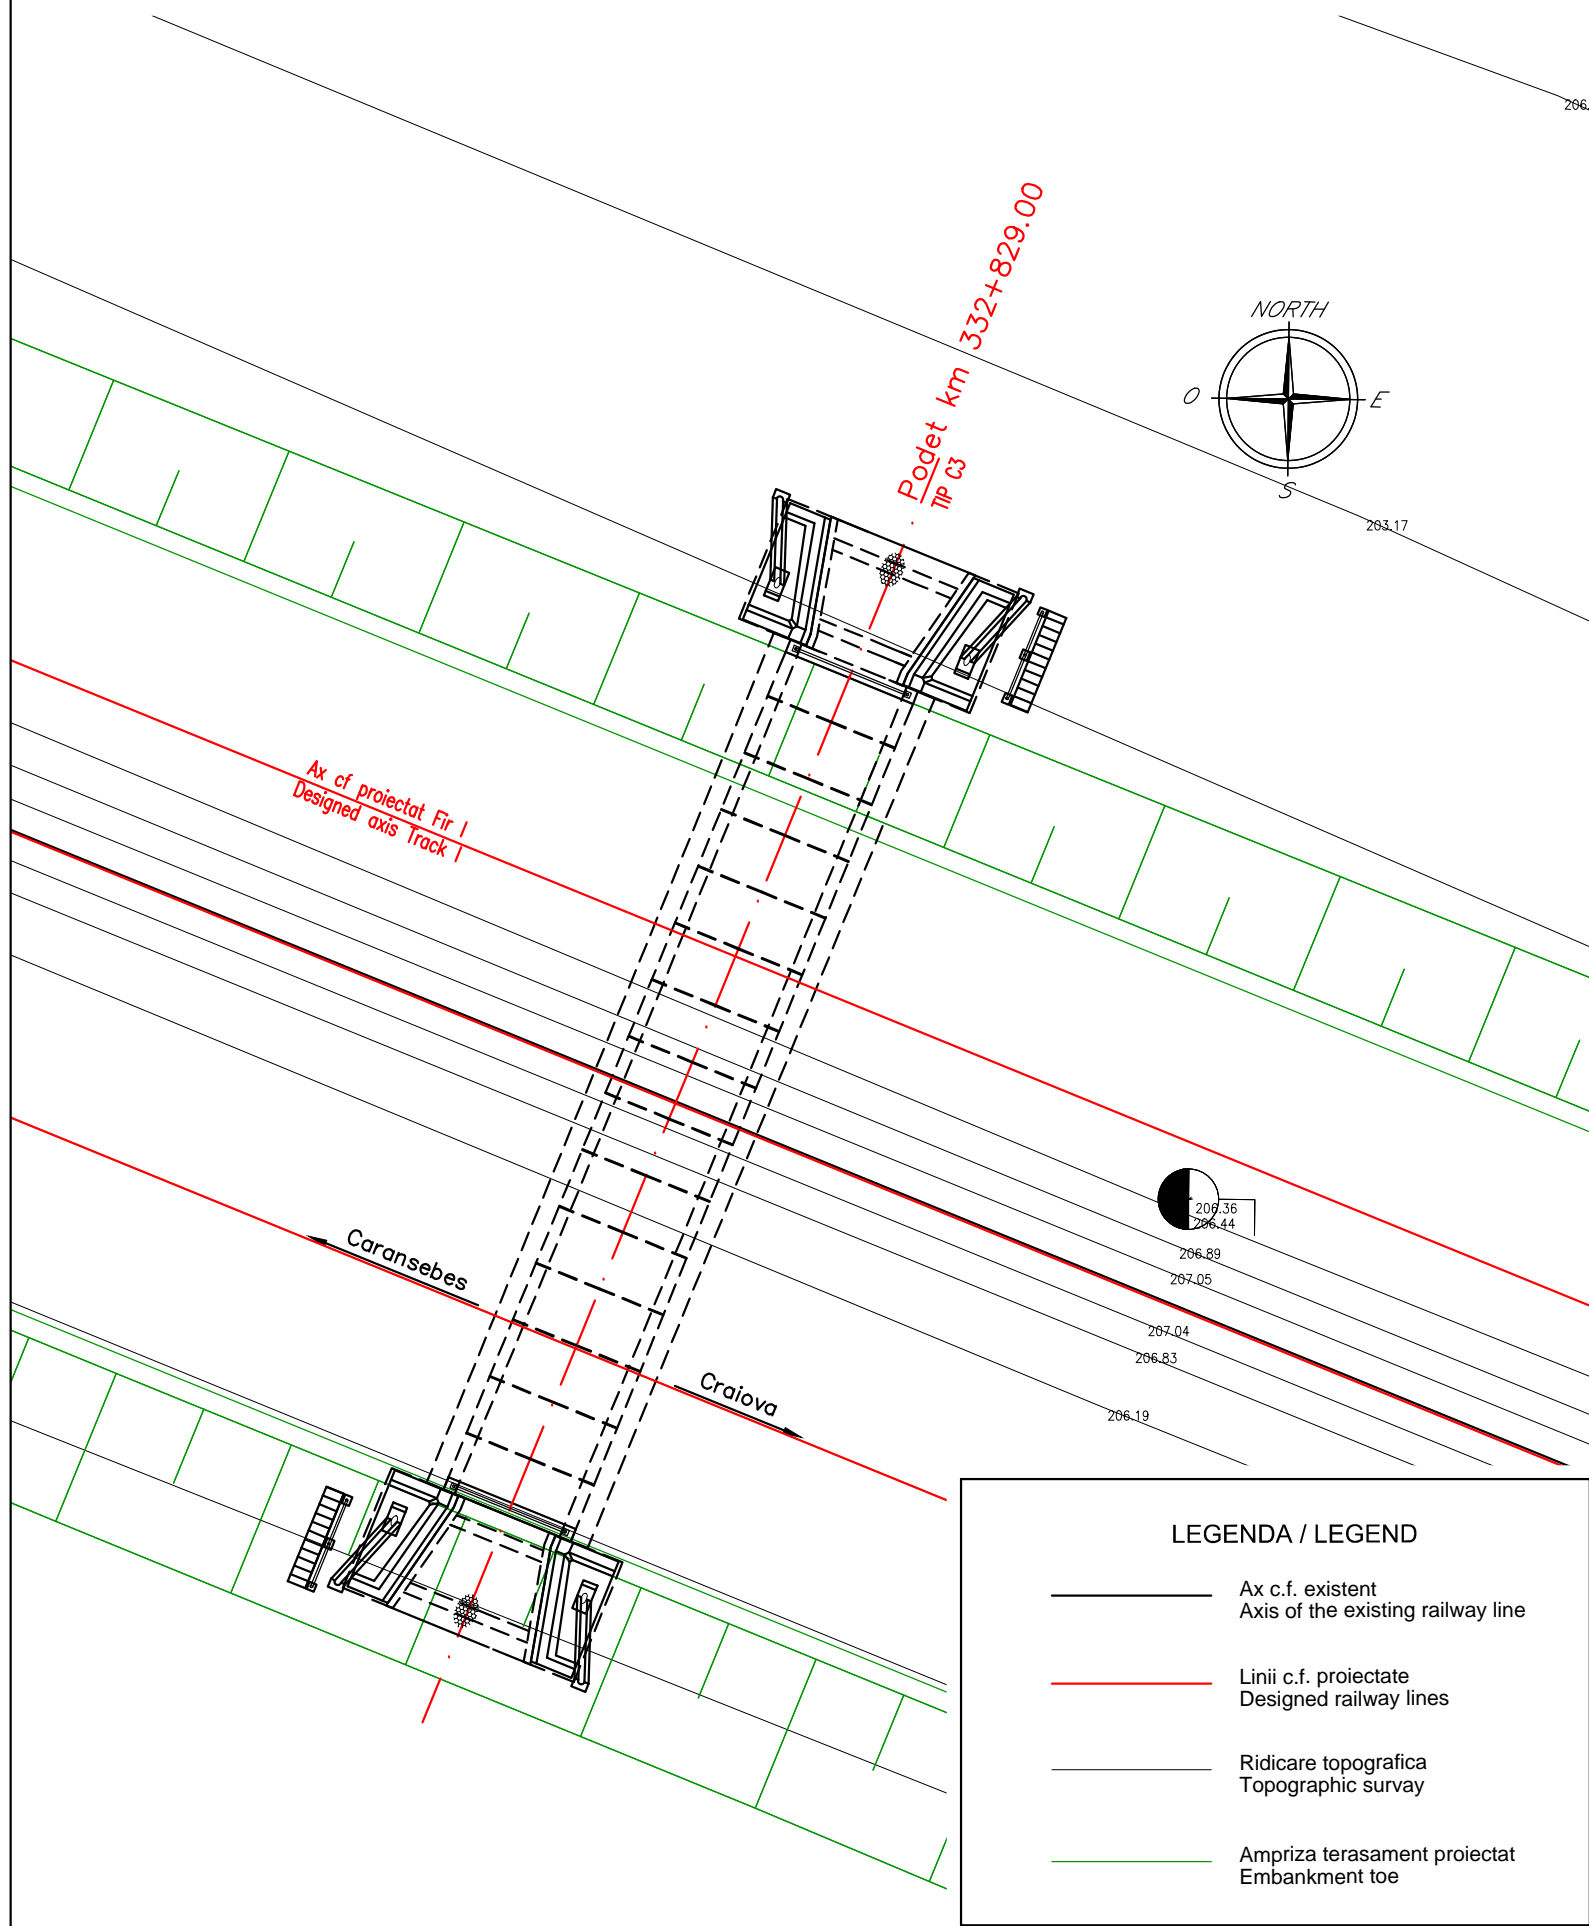 206.
Podet km 332+829.00
TIP C3
NORTH
O
E
S
203.17
Ax cf proiectat Fir I
Designed axis Track I
206.36
206.44
206.89
207.05
207.04
206.83
206.19
Caransebes
Craiova
LEGENDA / LEGEND
Ax c.f. existent
Axis of the existing railway line
Linii c.f. proiectate
Designed railway lines
Ridicare topografica
Topographic survay
Ampriza terasament proiectat
Embankment toe